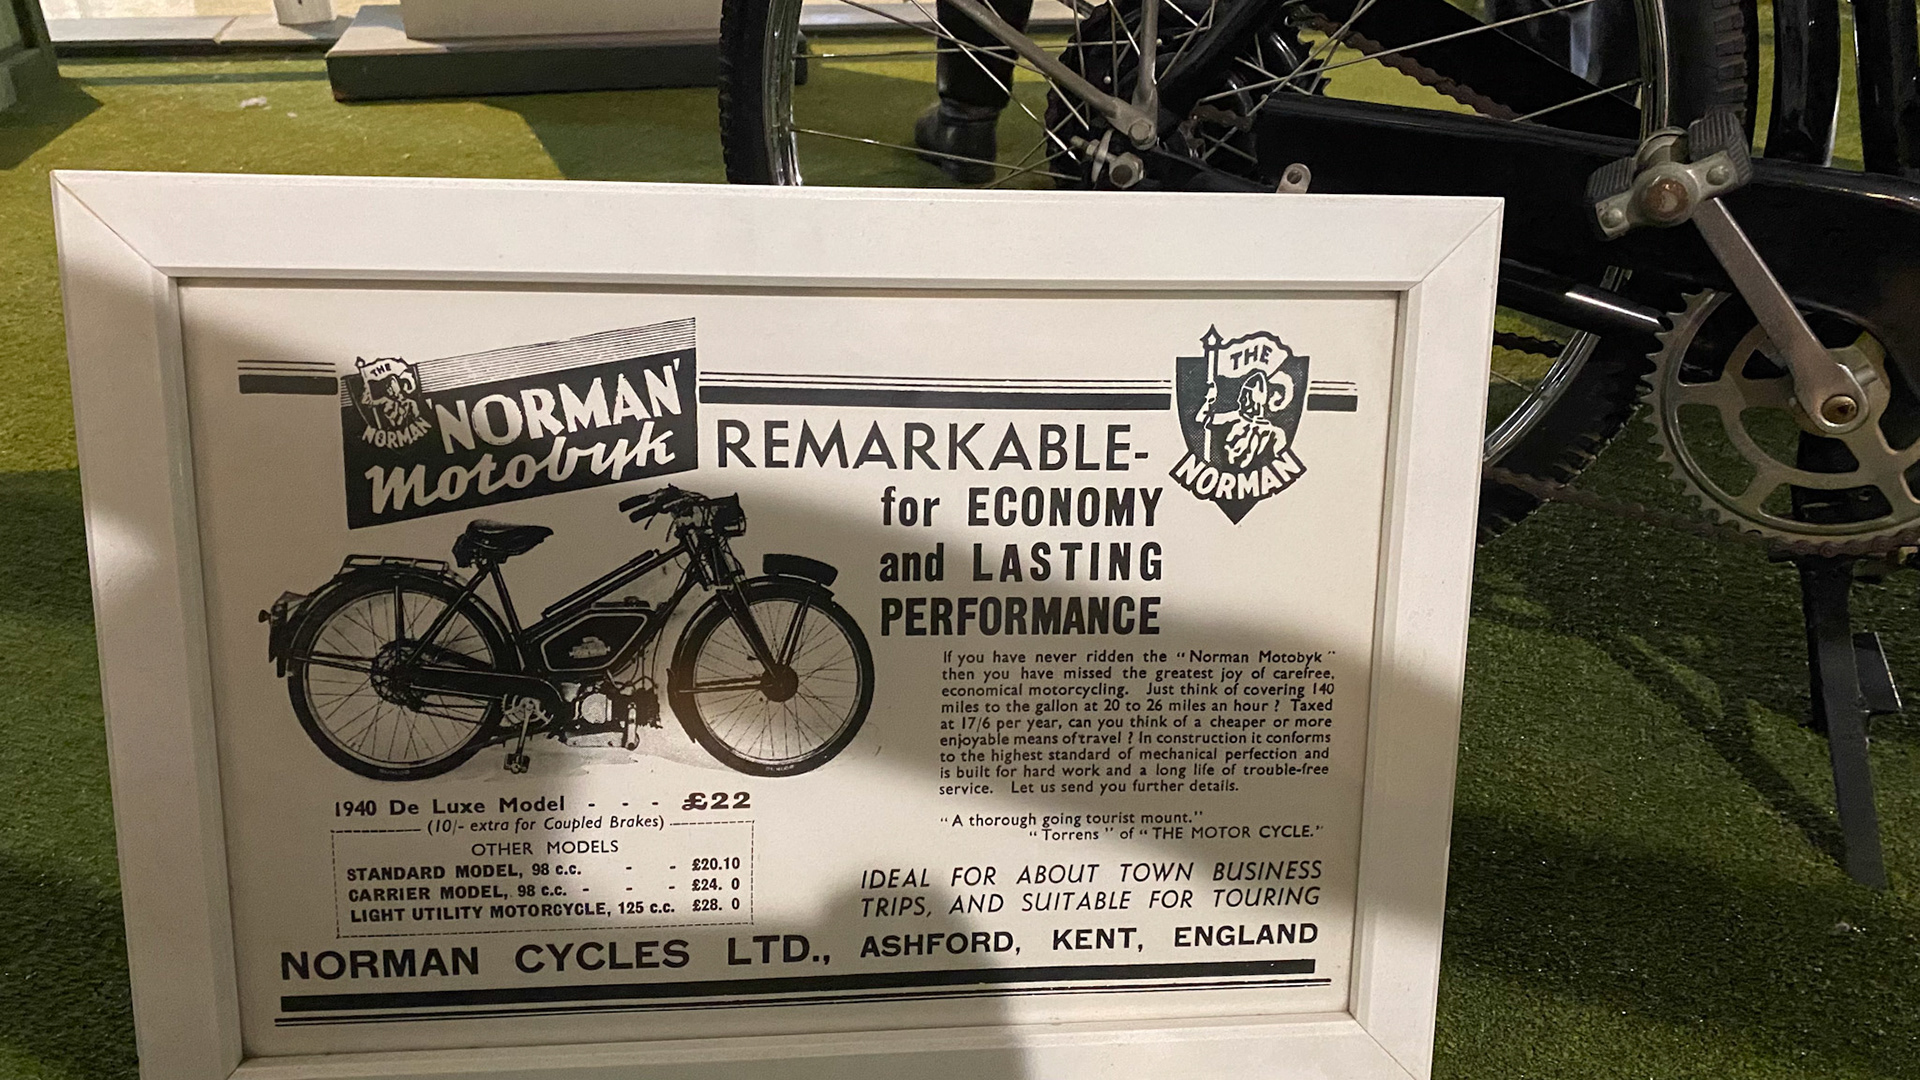 THE
NORMAN
'NORMAN'
Motobyk
THE
NORMAN
REMARKABLE-
for ECONOMY
and LASTING
PERFORMANCE
If you have never ridden the "Norman Motobyk"
then you have missed the greatest joy of carefree,
economical motorcycling. Just think of covering 140
miles to the gallon at 20 to 26 miles an hour ? Taxed
at 17/6 per year, can you think of a cheaper or more
enjoyable means of travel ? In construction it conforms
to the highest standard of mechanical perfection and
is built for hard work and a long life of trouble-free
service. Let us send you further details.
"A thorough going tourist mount."
"Torrens" of "THE MOTOR CYCLE."
1940 De Luxe Model - - - £22
(10/- extra for Coupled Brakes)
OTHER MODELS
STANDARD MODEL, 98 c.c. - - £20.10
CARRIER MODEL, 98 c.c. - - - £24. 0
LIGHT UTILITY MOTORCYCLE, 125 c.c. £28. 0
IDEAL FOR ABOUT TOWN BUSINESS
TRIPS, AND SUITABLE FOR TOURING
NORMAN CYCLES LTD., ASHFORD, KENT, ENGLAND